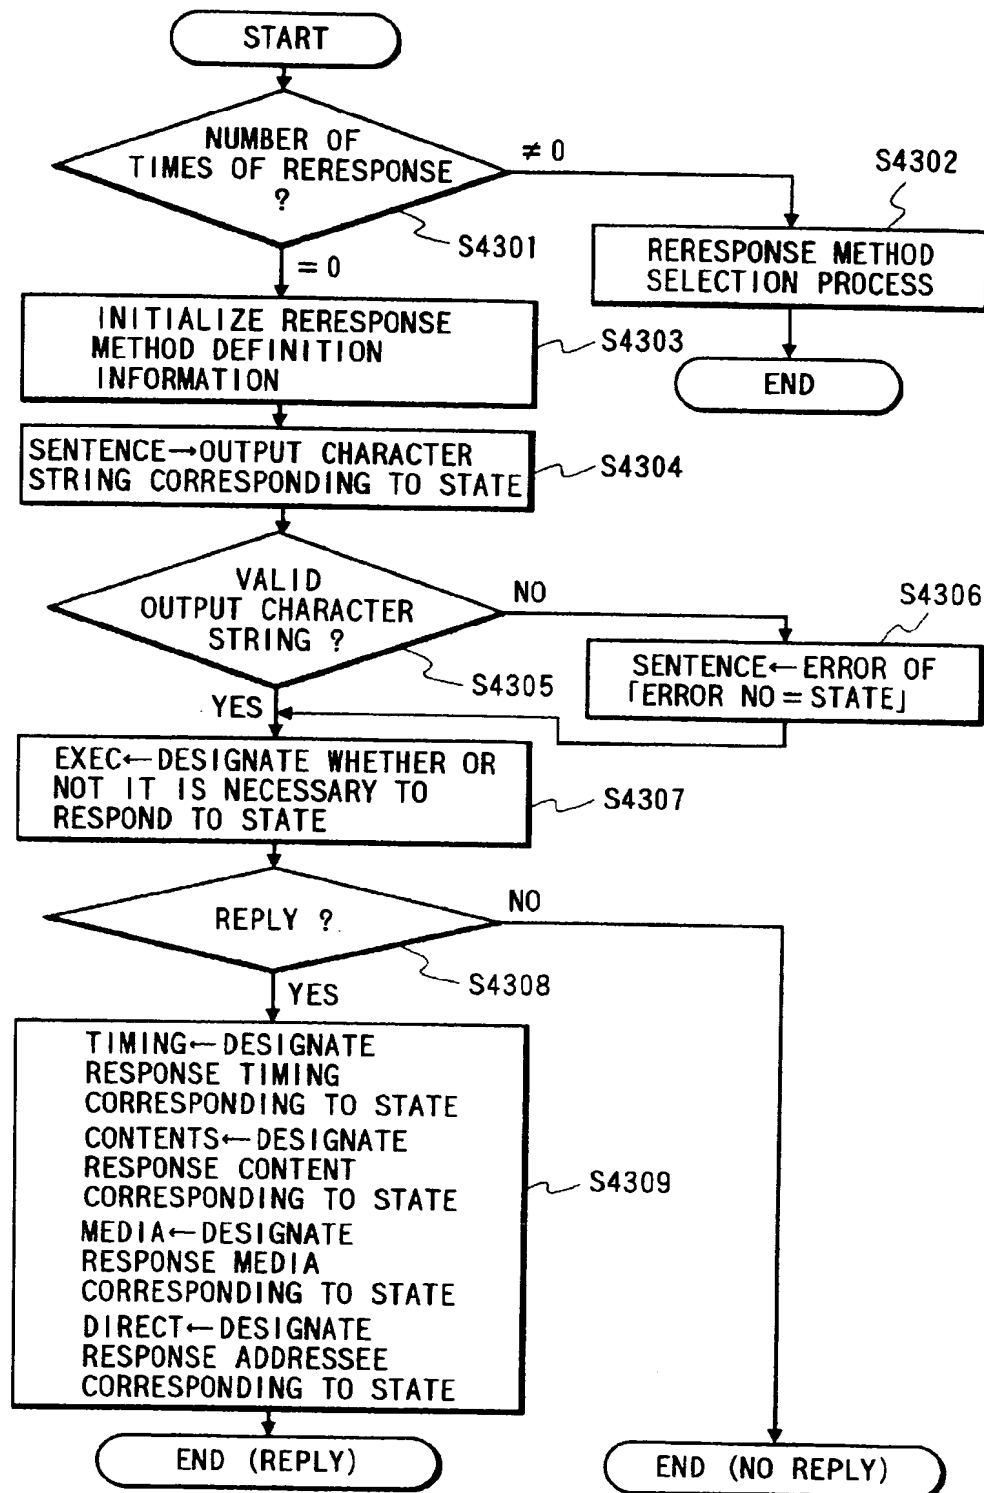 START
NUMBER OF
TIMES OF RERESPONSE
?
≠0
S4301
S4302
RERESPONSE METHOD
SELECTION PROCESS
END
=0
INITIALIZE RERESPONSE
METHOD DEFINITION
INFORMATION
S4303
SENTENCE→OUTPUT CHARACTER
STRING CORRESPONDING TO STATE
S4304
VALID
OUTPUT CHARACTER
STRING ?
NO
S4305
S4306
SENTENCE←ERROR OF
「ERROR NO=STATE」
YES
EXEC←DESIGNATE WHETHER OR
NOT IT IS NECESSARY TO
RESPOND TO STATE
S4307
REPLY ?
NO
S4308
YES
TIMING←DESIGNATE
RESPONSE TIMING
CORRESPONDING TO STATE
CONTENTS←DESIGNATE
RESPONSE CONTENT
CORRESPONDING TO STATE
MEDIA←DESIGNATE
RESPONSE MEDIA
CORRESPONDING TO STATE
DIRECT←DESIGNATE
RESPONSE ADDRESSEE
CORRESPONDING TO STATE
S4309
END (REPLY)
END (NO REPLY)